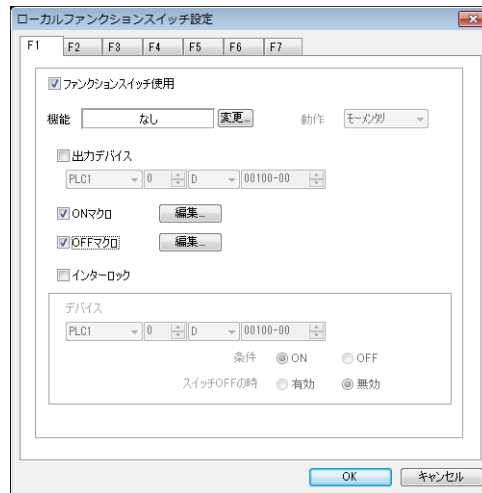 ローカルファンクションスイッチ設定
F1 F2 F3 F4 F5 F6 F7
ファンクションスイッチ使用
機能 なし 変更... 動作 モーメンタリ
出力デバイス
PLC1 0 D 00100-00
ONマクロ 編集...
OFFマクロ 編集...
インターロック
デバイス
PLC1 0 D 00100-00
条件 ON OFF
スイッチOFFの時 有効 無効
OK キャンセル